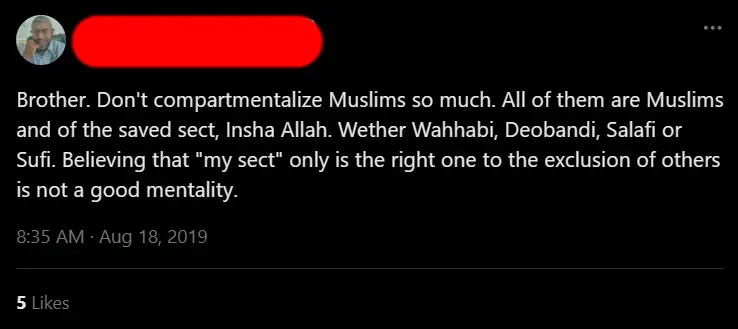 Brother. Don't compartmentalize Muslims so much. All of them are Muslims
and of the saved sect, Insha Allah. Wether Wahhabi, Deobandi, Salafi or
Sufi. Believing that "my sect" only is the right one to the exclusion of others
is not a good mentality.
8:35 AM · Aug 18, 2019
5 Likes